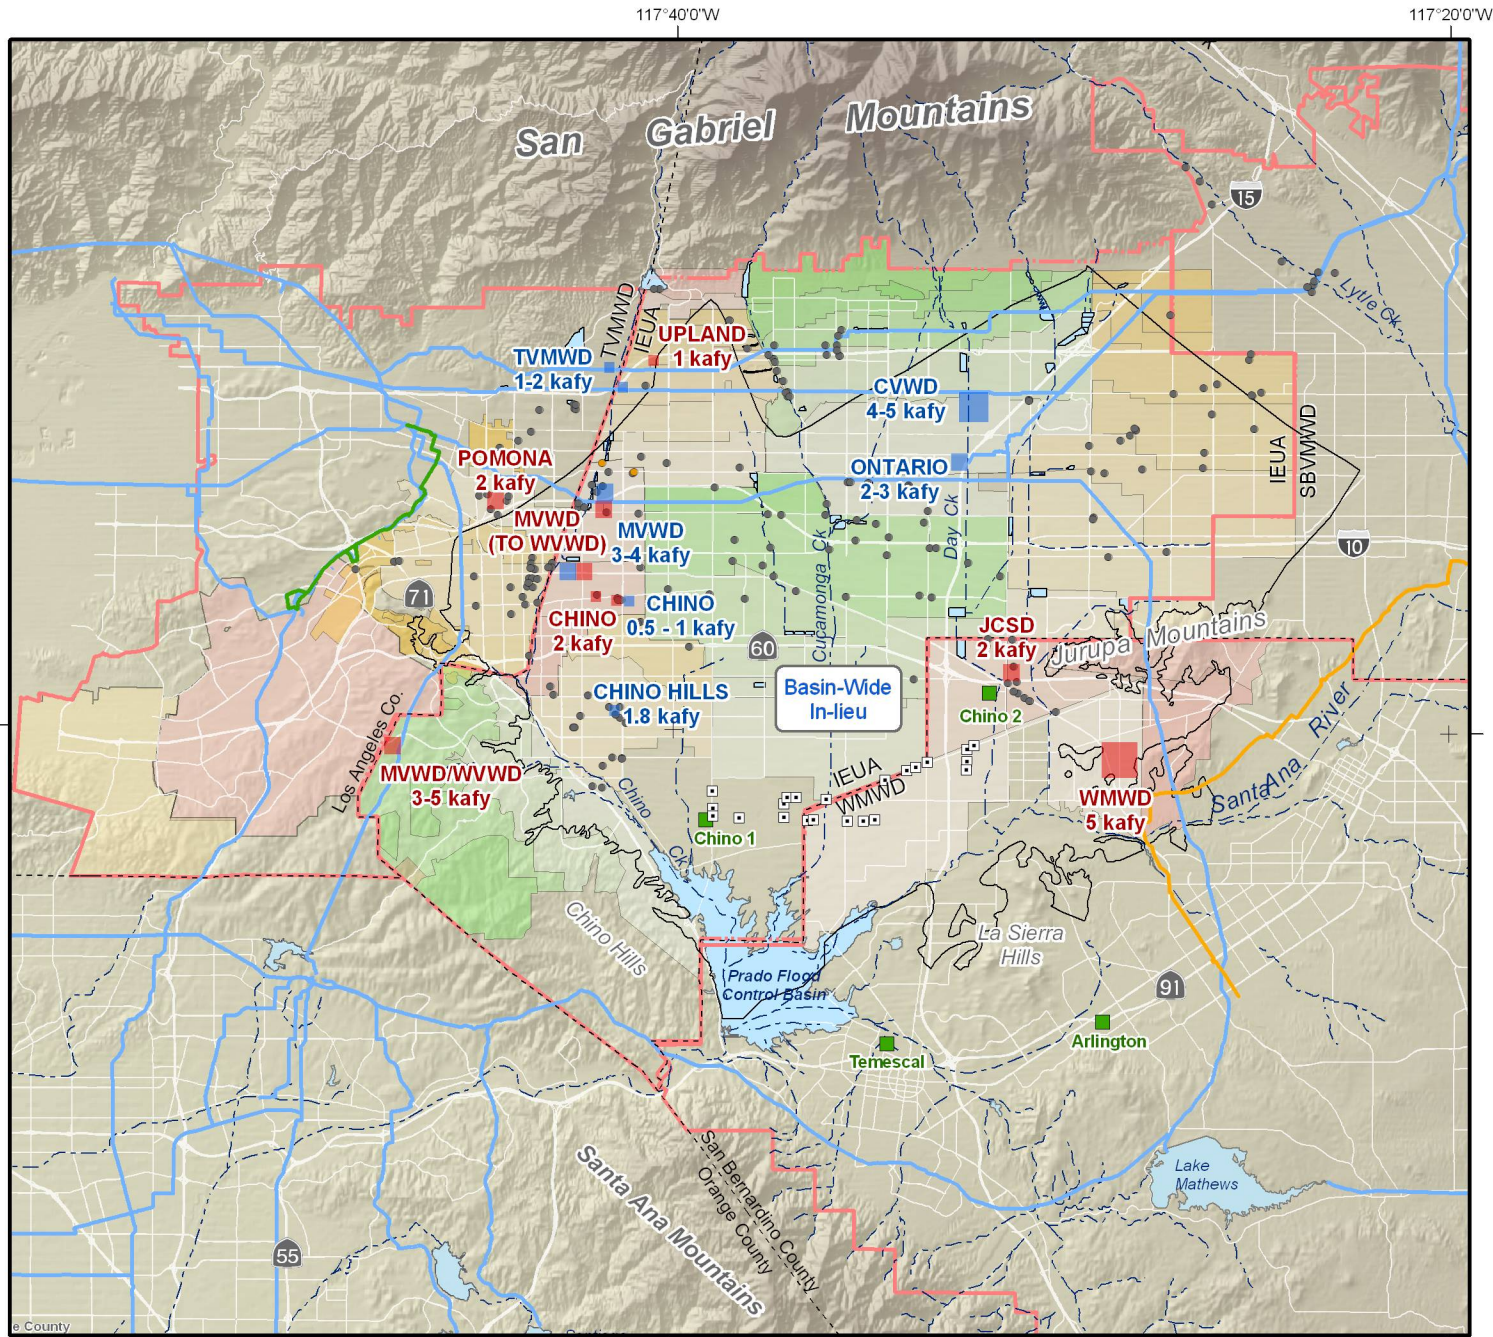 117°40'0"W
117°20'0"W
San Gabriel Mountains
15
Lytle Ck
TVMWD
IEUA
UPLAND
1 kafy
TVMWD
1-2 kafy
CVWD
4-5 kafy
IEUA
SBVMWD
POMONA
2 kafy
ONTARIO
2-3 kafy
MVWD
(TO WVWD)
MVWD
3-4 kafy
Day Ck
Cucamonga Ck
10
71
CHINO
2 kafy
CHINO
0.5 - 1 kafy
60
JCSD
2 kafy
Jurupa Mountains
CHINO HILLS
1.8 kafy
Basin-Wide
In-lieu
Chino 2
Los Angeles Co.
MVWD/WVWD
3-5 kafy
IEUA
WMWD
Santa Ana River
WMWD
5 kafy
Chino Ck
Chino 1
Chino Hills
La Sierra
Hills
Prado Flood
Control Basin
91
Arlington
Temescal
Santa Ana Mountains
San Bernardino County
Orange County
Lake
Mathews
55
e County